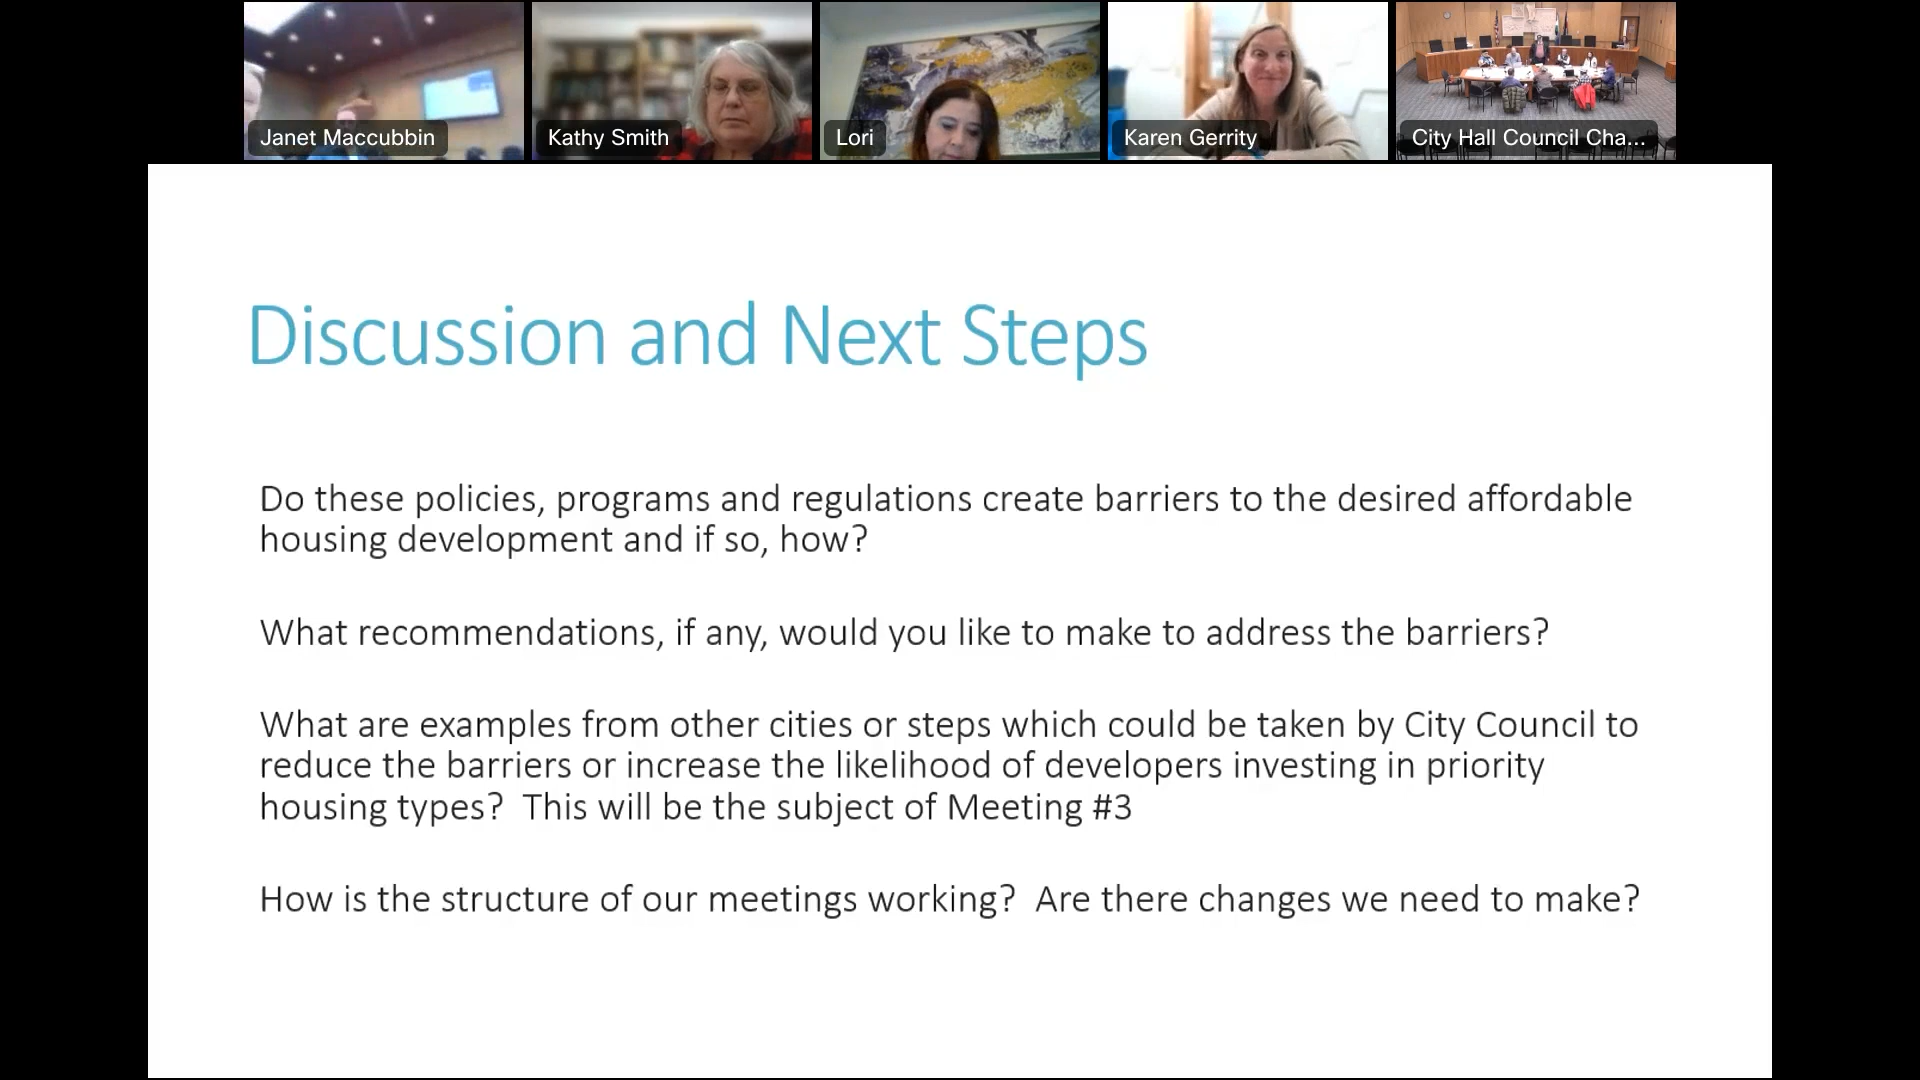 Janet Maccubbin
Kathy Smith
Lori
Karen Gerrity
City Hall Council Cha...
Discussion and Next Steps
Do these policies, programs and regulations create barriers to the desired affordable
housing development and if so, how?
What recommendations, if any, would you like to make to address the barriers?
What are examples from other cities or steps which could be taken by City Council to
reduce the barriers or increase the likelihood of developers investing in priority
housing types?  This will be the subject of Meeting #3
How is the structure of our meetings working?  Are there changes we need to make?